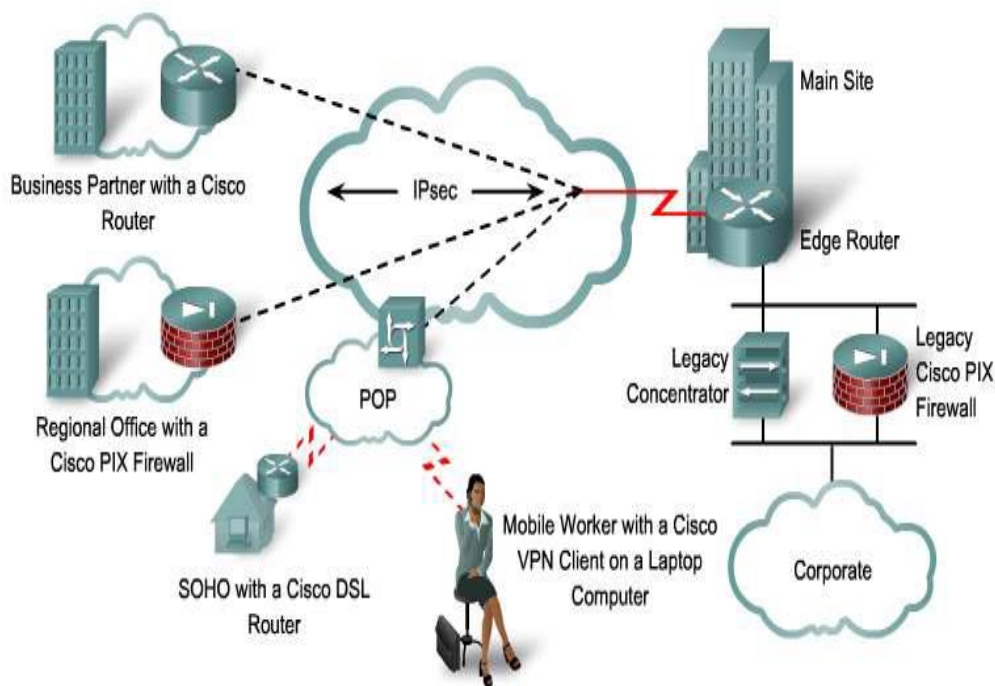 Main Site
IPsec
Business Partner with a Cisco
Router
Edge Router
Legacy
Concentrator
Legacy
Cisco PIX
Firewall
POP
Regional Office with a
Cisco PIX Firewall
Mobile Worker with a Cisco
VPN Client on a Laptop
Computer
SOHO with a Cisco DSL
Router
Corporate